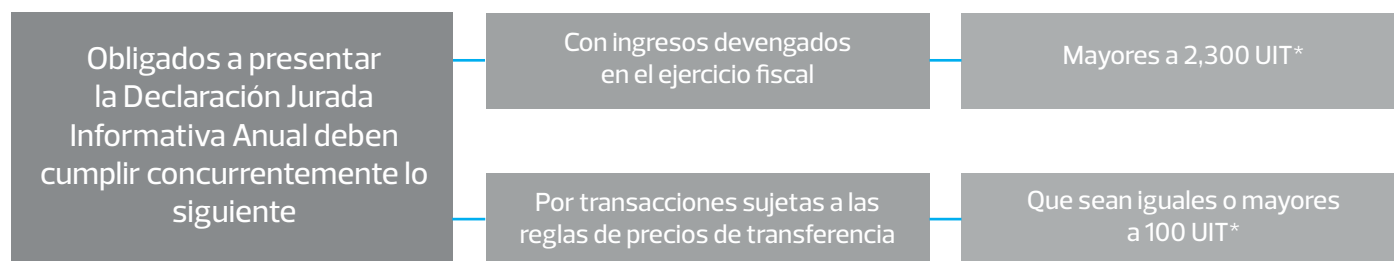 Obligados a presentar
la Declaración Jurada
Informativa Anual deben
cumplir concurrentemente lo
siguiente
Con ingresos devengados
en el ejercicio fiscal
Mayores a 2,300 UIT*
Por transacciones sujetas a las
reglas de precios de transferencia
Que sean iguales o mayores
a 100 UIT*